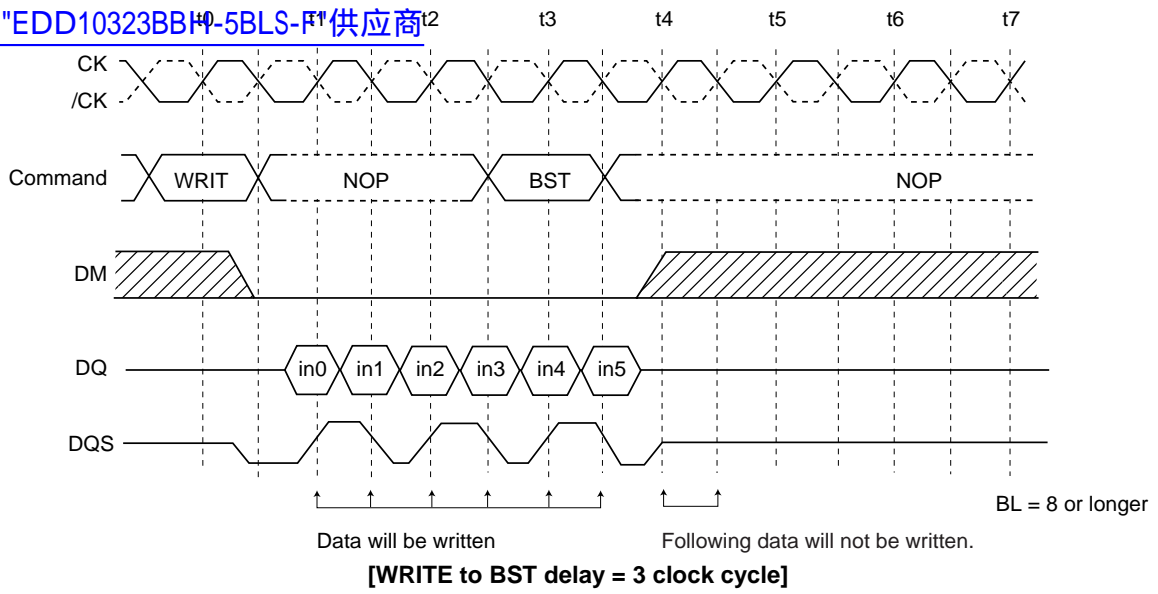 "EDD10323BBH-5BLS-F"供应商
t0 t1 t2 t3 t4 t5 t6 t7
CK
/CK
Command WRIT NOP BST NOP
DM
DQ in0 in1 in2 in3 in4 in5
DQS
BL = 8 or longer
Data will be written Following data will not be written.
[WRITE to BST delay = 3 clock cycle]